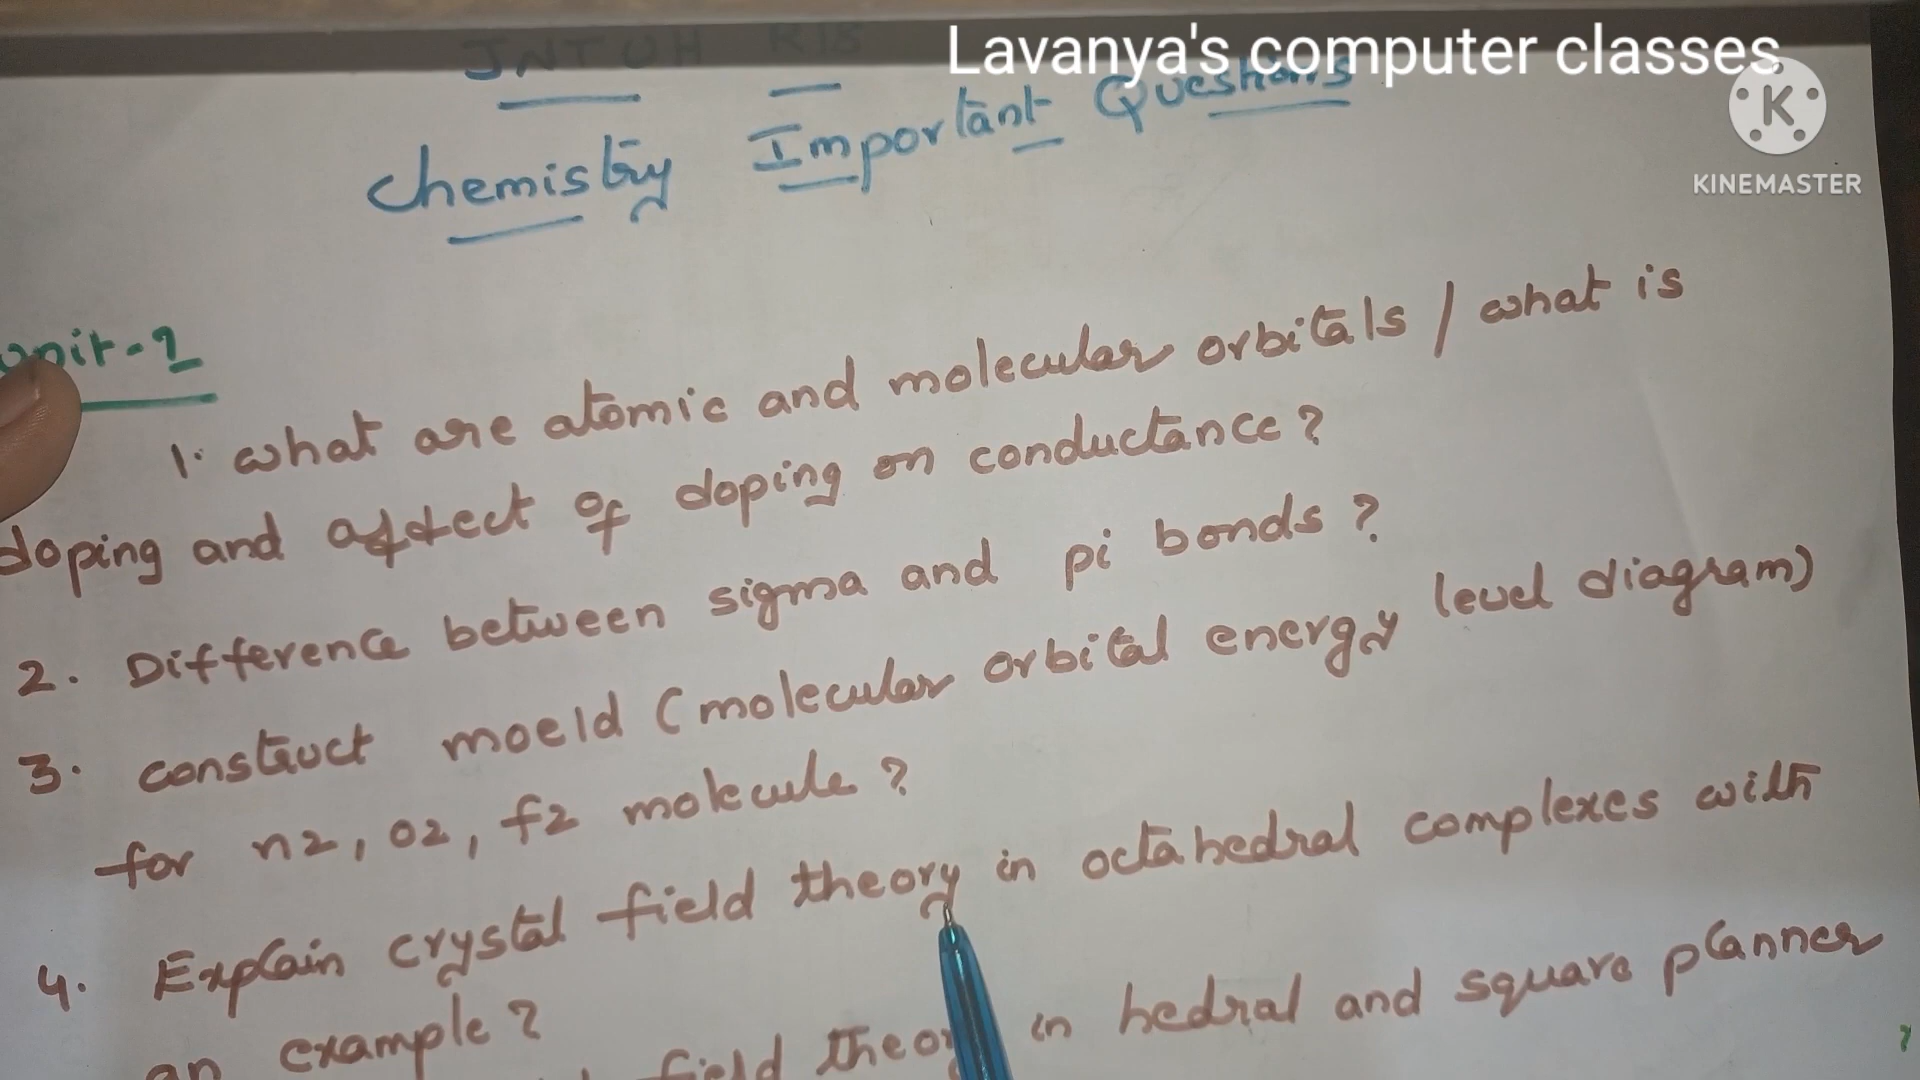 Lavanya's computer classes
JNTUH R18
Chemistry Important Questions
KINEMASTER
Unit-1
1. what are atomic and molecular orbitals / what is
doping and affect of doping on conductance?
2. Difference between sigma and pi bonds?
3. construct moeld (molecular orbital energy level diagram)
for n2, o2, f2 molecule?
4. Explain crystal field theory in octahedral complexes with
an example?
field theory in hedral and square planner